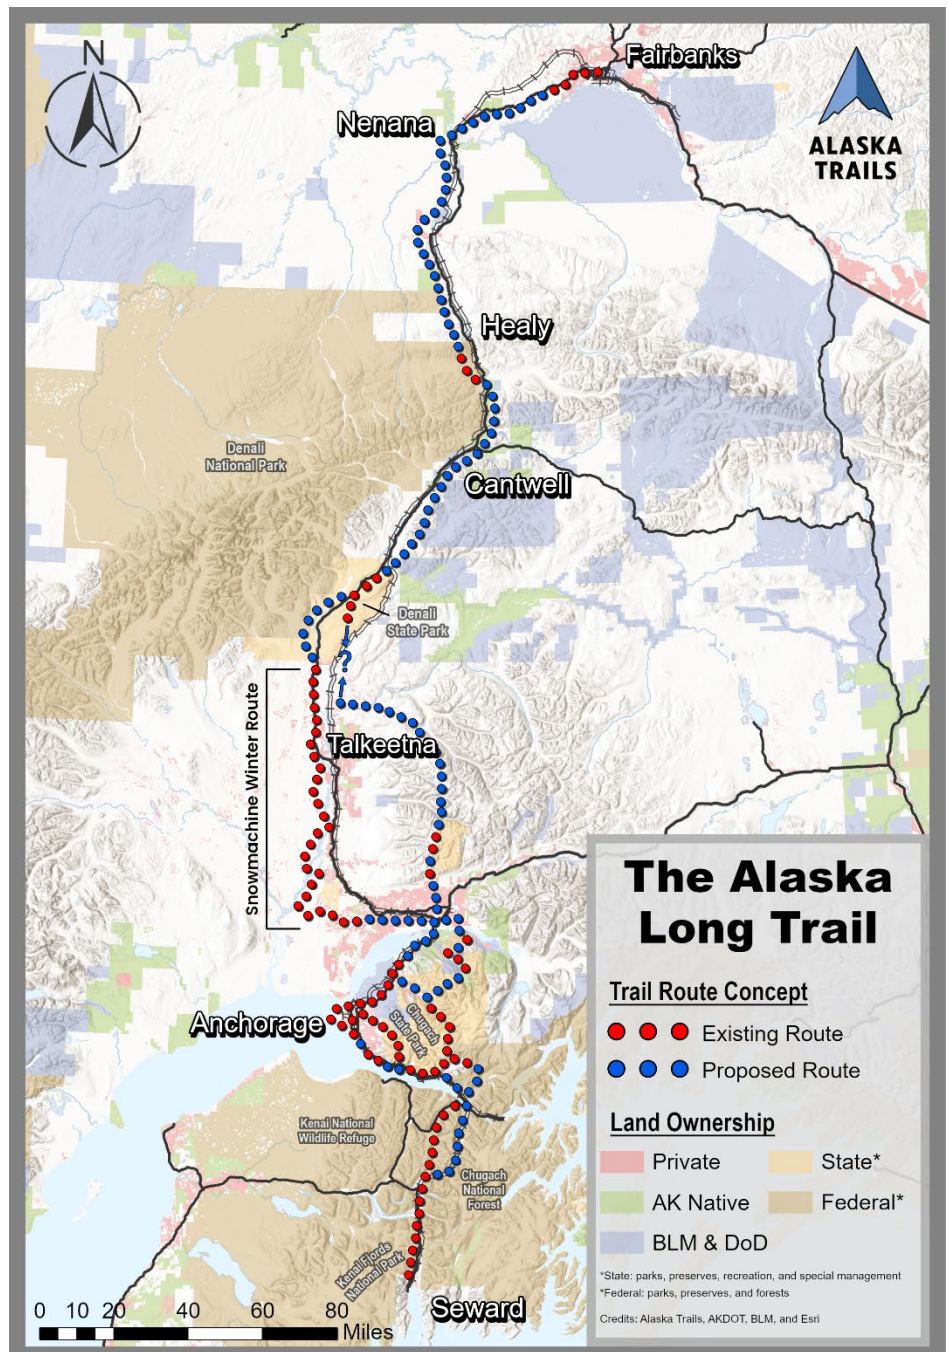 N
Fairbanks
ALASKA
TRAILS
Nenana
Healy
Denali
National Park
Cantwell
Denali
State Park
?
Snowmachine Winter Route
Talkeetna
Anchorage
Chugach
State Park
Kenai National
Wildlife Refuge
Chugach
National
Forest
Kenai Fjords
National Park
Seward
0 10 20 40 60 80
Miles
The Alaska
Long Trail
Trail Route Concept
Existing Route
Proposed Route
Land Ownership
Private State*
AK Native Federal*
BLM & DoD
*State: parks, preserves, recreation, and special management
*Federal: parks, preserves, and forests
Credits: Alaska Trails, AKDOT, BLM, and Esri